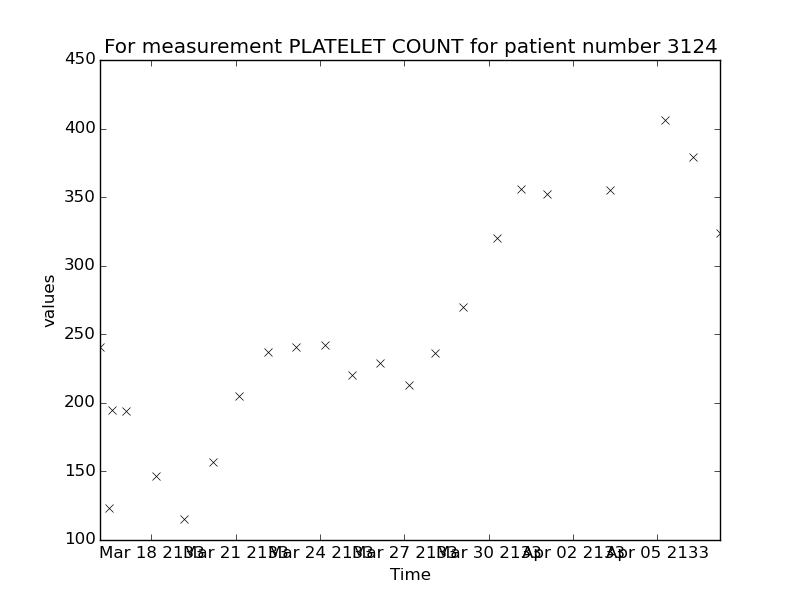 For measurement PLATELET COUNT for patient number 3124
450
400
350
300
250
200
150
100
values
Mar 18 2133 Mar 21 2133 Mar 24 2133 Mar 27 2133 Mar 30 2133 Apr 02 2133 Apr 05 2133
Time